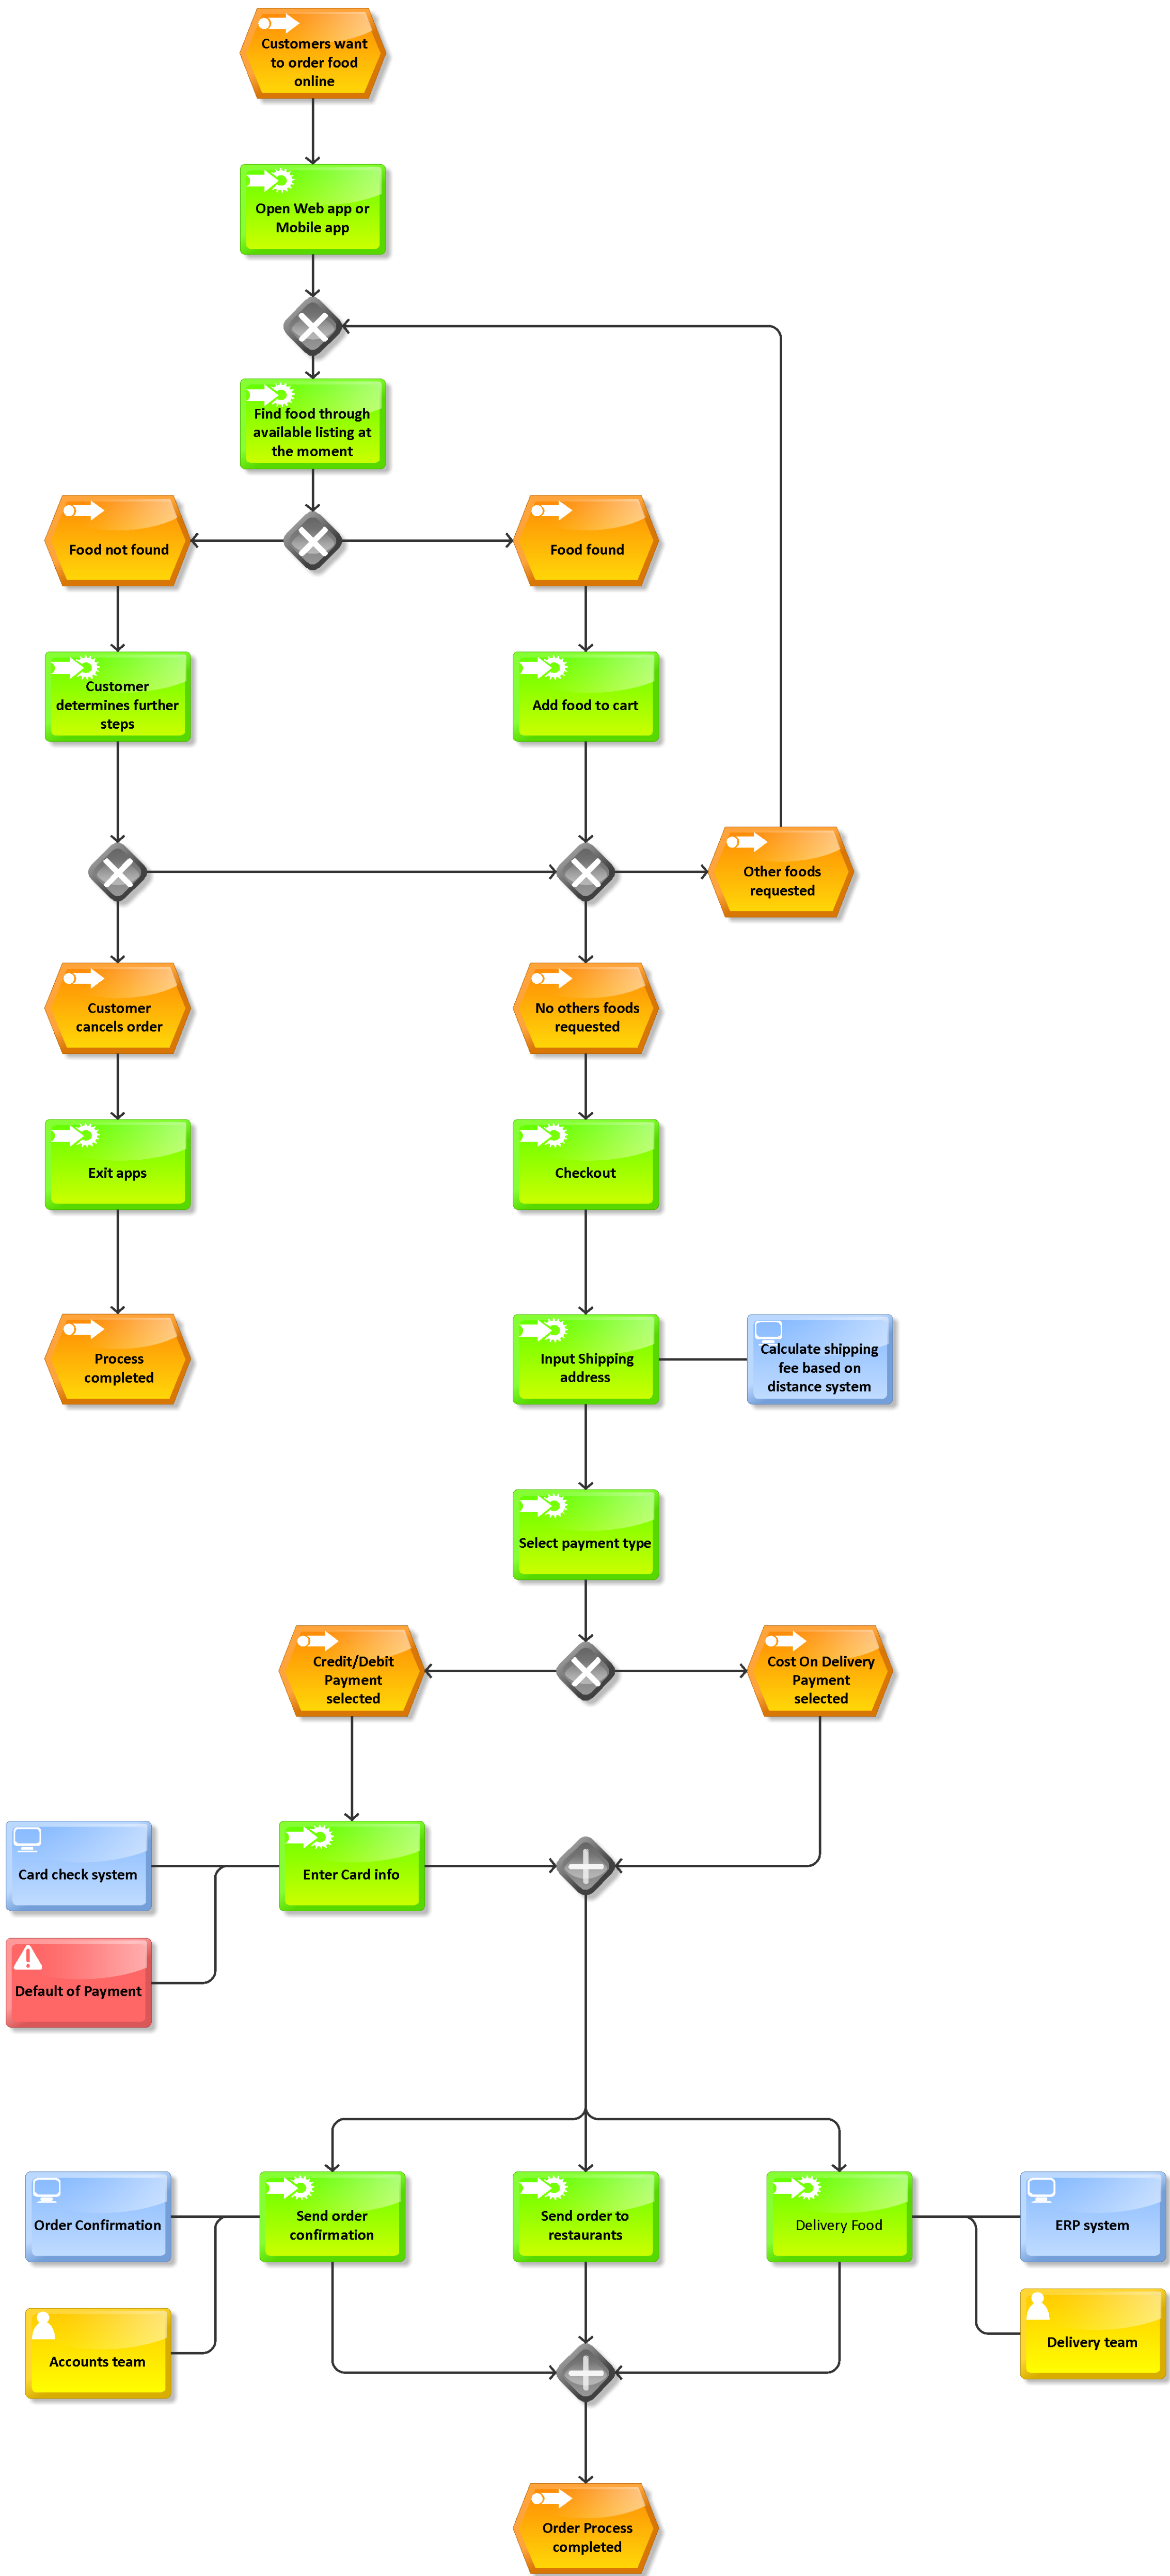 Customers want
to order food
online
Open Web app or
Mobile app
Find food through
available listing at
the moment
Food not found
Food found
Customer
determines further
steps
Add food to cart
Other foods
requested
Customer
cancels order
No others foods
requested
Exit apps
Checkout
Process
completed
Input Shipping
address
Calculate shipping
fee based on
distance system
Select payment type
Credit/Debit
Payment
selected
Cost On Delivery
Payment
selected
Card check system
Enter Card info
Default of Payment
Order Confirmation
Send order
confirmation
Send order to
restaurants
Delivery Food
ERP system
Accounts team
Delivery team
Order Process
completed